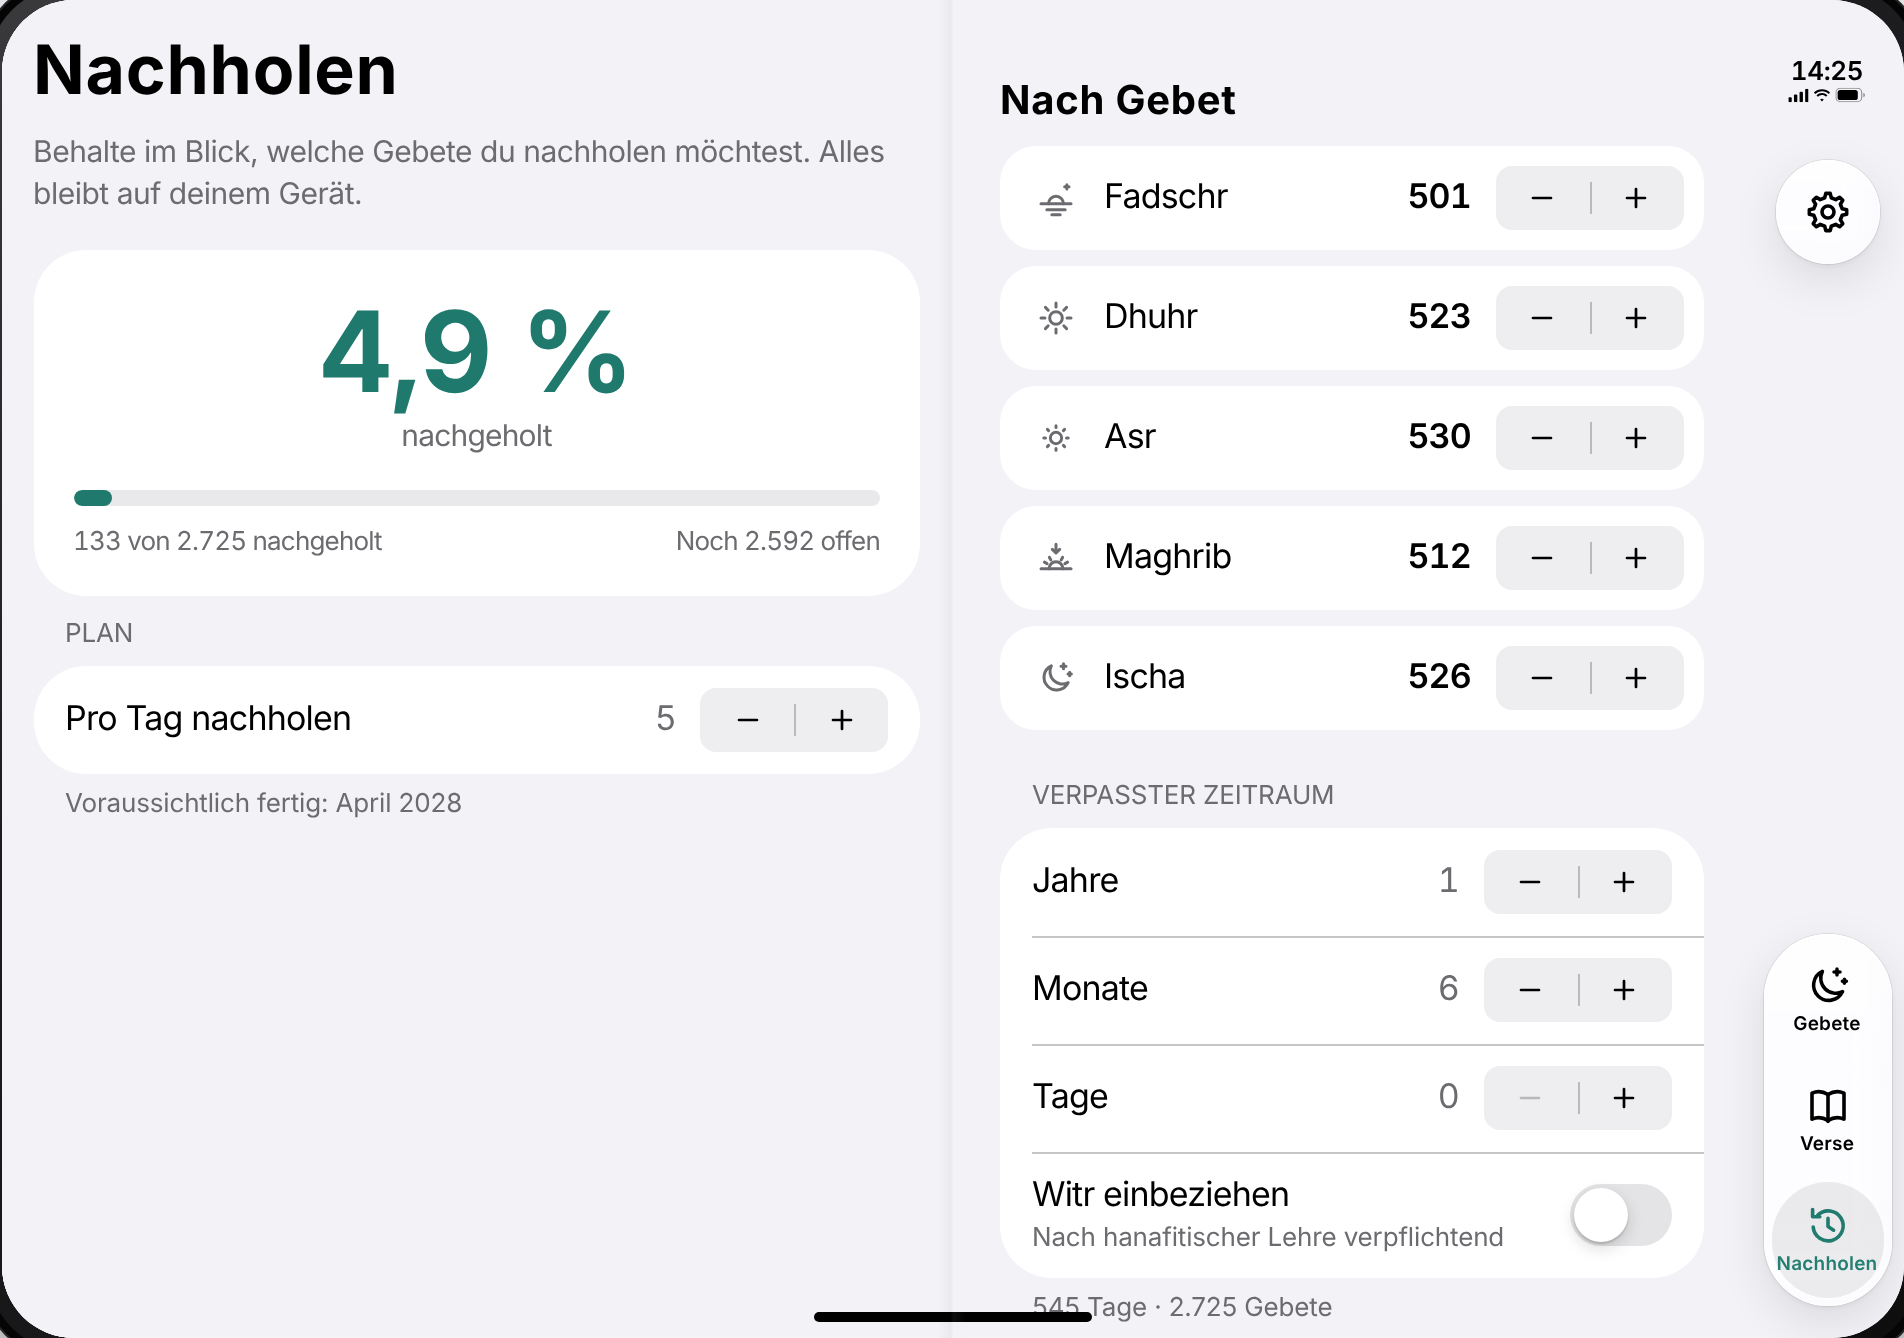 Nachholen
Behalte im Blick, welche Gebete du nachholen möchtest. Alles
bleibt auf deinem Gerät.
4,9 %
nachgeholt
133 von 2.725 nachgeholt
Noch 2.592 offen
PLAN
Pro Tag nachholen
5
Voraussichtlich fertig: April 2028
Nach Gebet
Fadschr
501
Dhuhr
523
Asr
530
Maghrib
512
Ischa
526
VERPASSTER ZEITRAUM
Jahre
1
Monate
6
Tage
0
Witr einbeziehen
Nach hanafitischer Lehre verpflichtend
545 Tage · 2.725 Gebete
14:25
Gebete
Verse
Nachholen